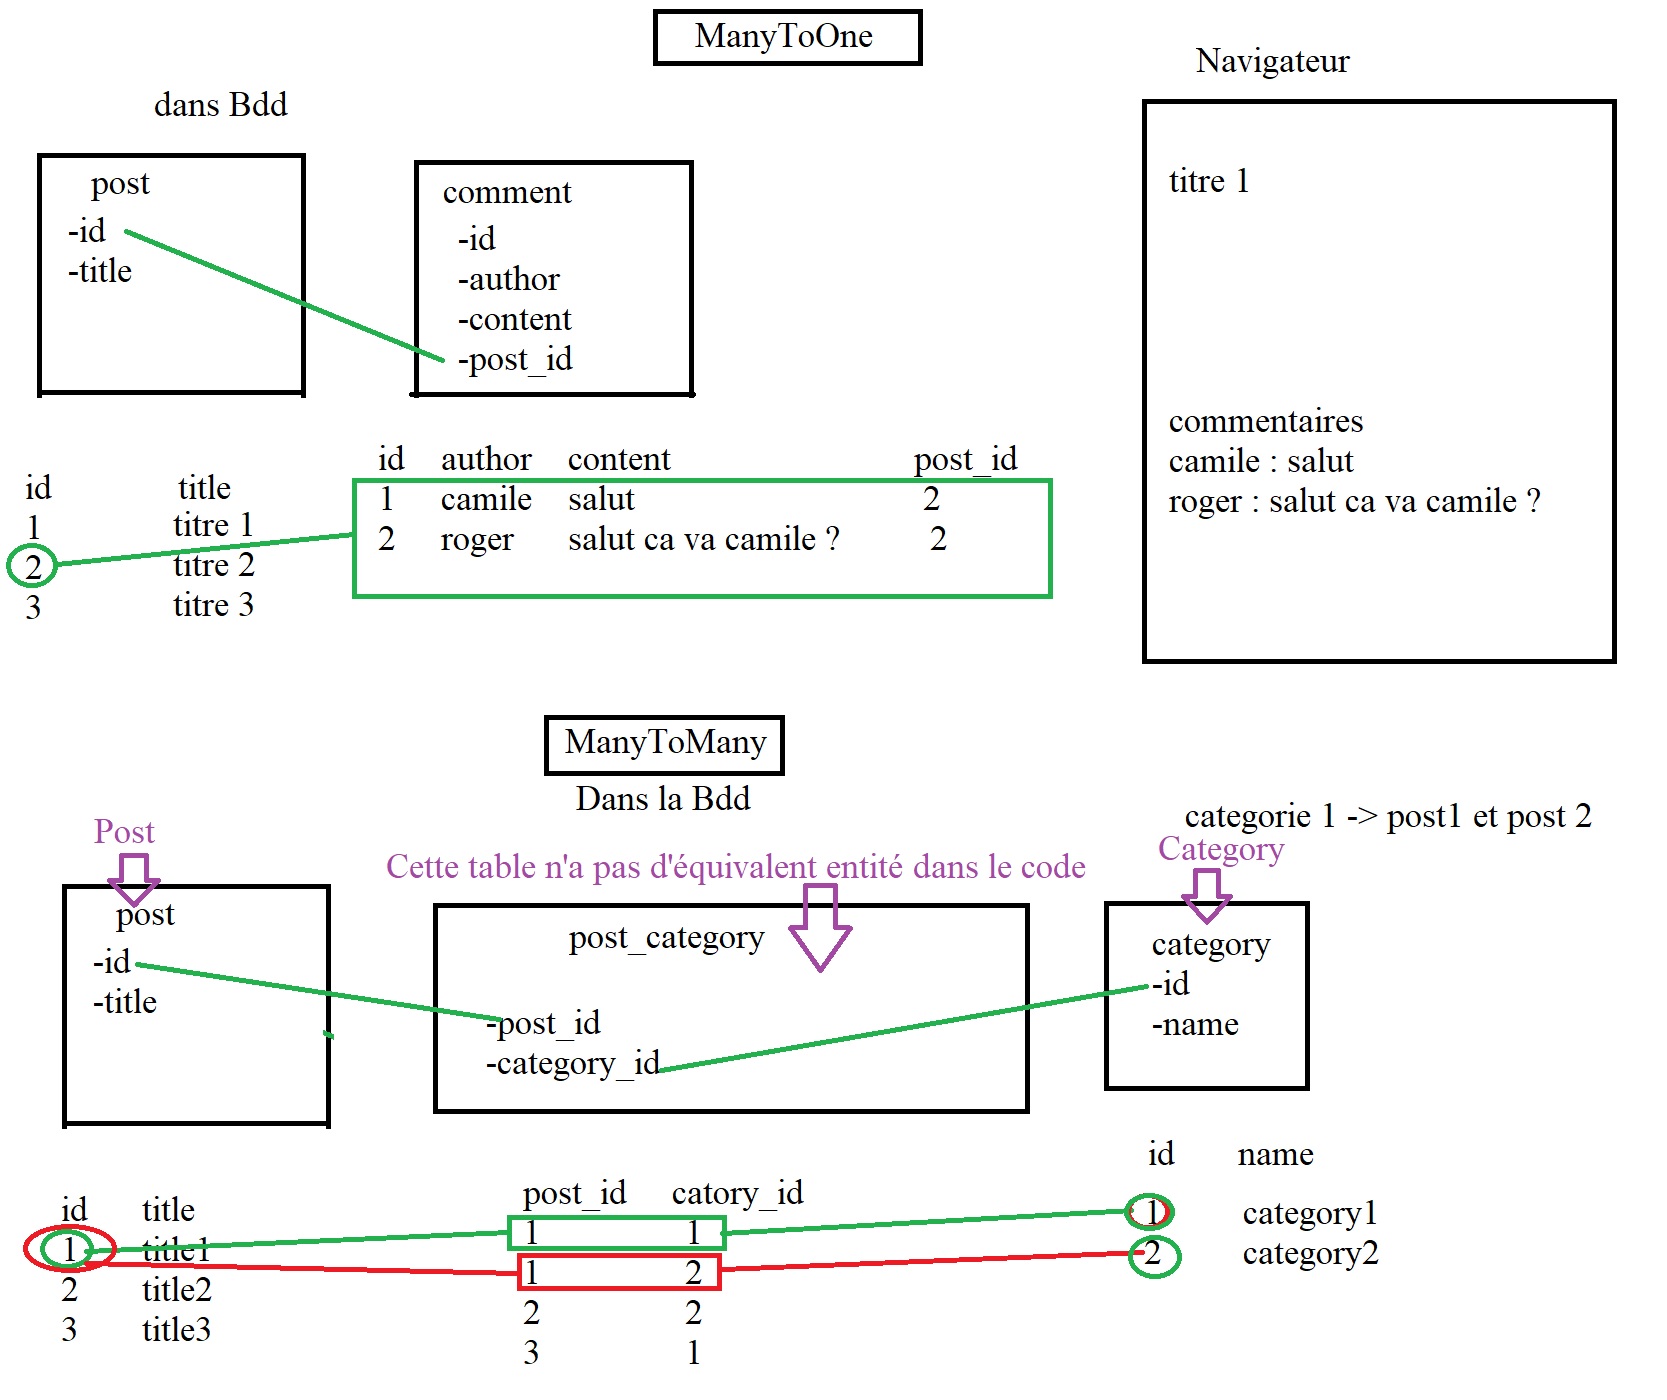 ManyToOne
Navigateur
dans Bdd
post
-id
-title
comment
-id
-author
-content
-post_id
titre 1
commentaires
camile : salut
roger : salut ca va camile ?
id title
1 titre 1
2 titre 2
3 titre 3
id author content post_id
1 camile salut 2
2 roger salut ca va camile ? 2
ManyToMany
Dans la Bdd
categorie 1 -> post1 et post 2
Post
Cette table n'a pas d'équivalent entité dans le code
Category
post
-id
-title
post_category
-post_id
-category_id
category
-id
-name
id title
1 title1
2 title2
3 title3
post_id catory_id
1 1
1 2
2 2
3 1
id name
1 category1
2 category2